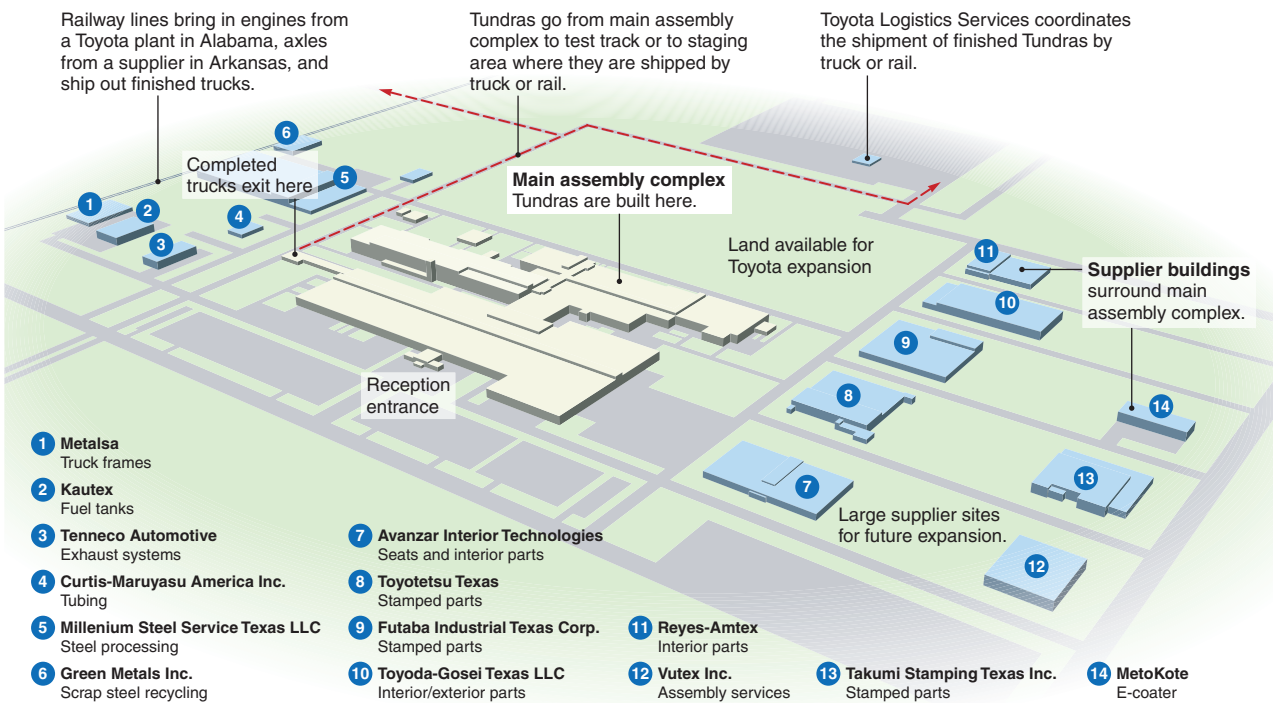 Railway lines bring in engines from
a Toyota plant in Alabama, axles
from a supplier in Arkansas, and
ship out finished trucks.
Tundras go from main assembly
complex to test track or to staging
area where they are shipped by
truck or rail.
Toyota Logistics Services coordinates
the shipment of finished Tundras by
truck or rail.
6
Completed
trucks exit here
5
1
2
4
3
Main assembly complex
Tundras are built here.
Land available for
Toyota expansion
11
10
Supplier buildings
surround main
assembly complex.
9
8
14
Reception
entrance
7
13
Large supplier sites
for future expansion.
12
1 Metalsa
Truck frames
2 Kautex
Fuel tanks
3 Tenneco Automotive
Exhaust systems
4 Curtis-Maruyasu America Inc.
Tubing
5 Millenium Steel Service Texas LLC
Steel processing
6 Green Metals Inc.
Scrap steel recycling
7 Avanzar Interior Technologies
Seats and interior parts
8 Toyotetsu Texas
Stamped parts
9 Futaba Industrial Texas Corp.
Stamped parts
10 Toyoda-Gosei Texas LLC
Interior/exterior parts
11 Reyes-Amtex
Interior parts
12 Vutex Inc.
Assembly services
13 Takumi Stamping Texas Inc.
Stamped parts
14 MetoKote
E-coater